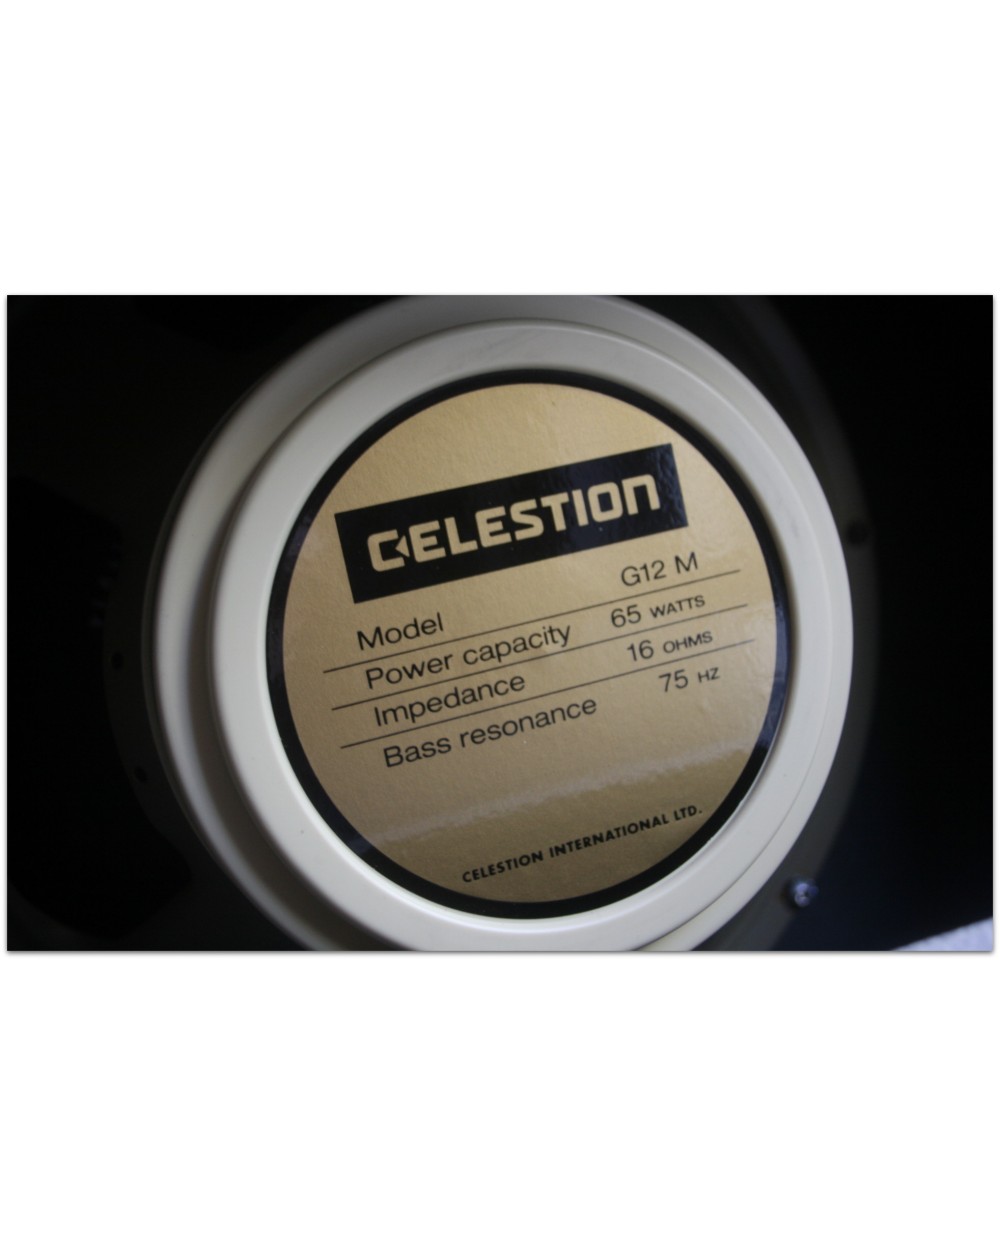 CELESTION
Model G12 M
Power capacity 65 WATTS
Impedance 16 OHMS
Bass resonance 75 HZ
CELESTION INTERNATIONAL LTD.